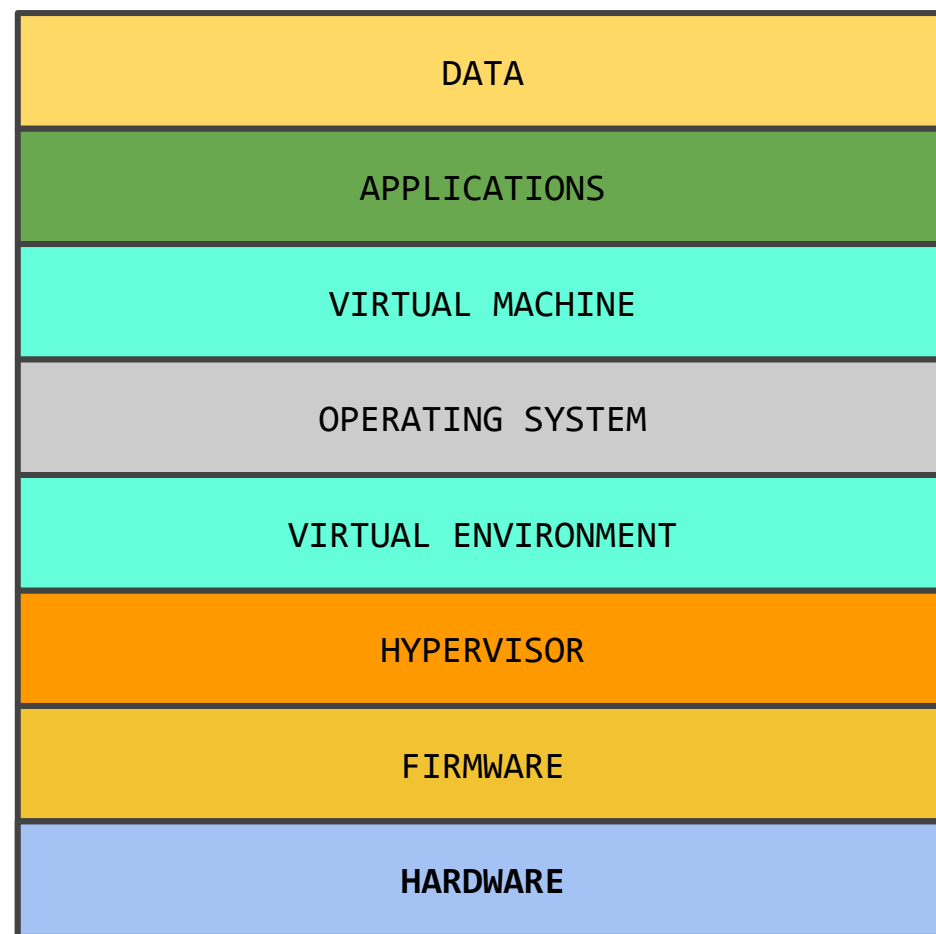 DATA
APPLICATIONS
VIRTUAL MACHINE
OPERATING SYSTEM
VIRTUAL ENVIRONMENT
HYPERVISOR
FIRMWARE
HARDWARE